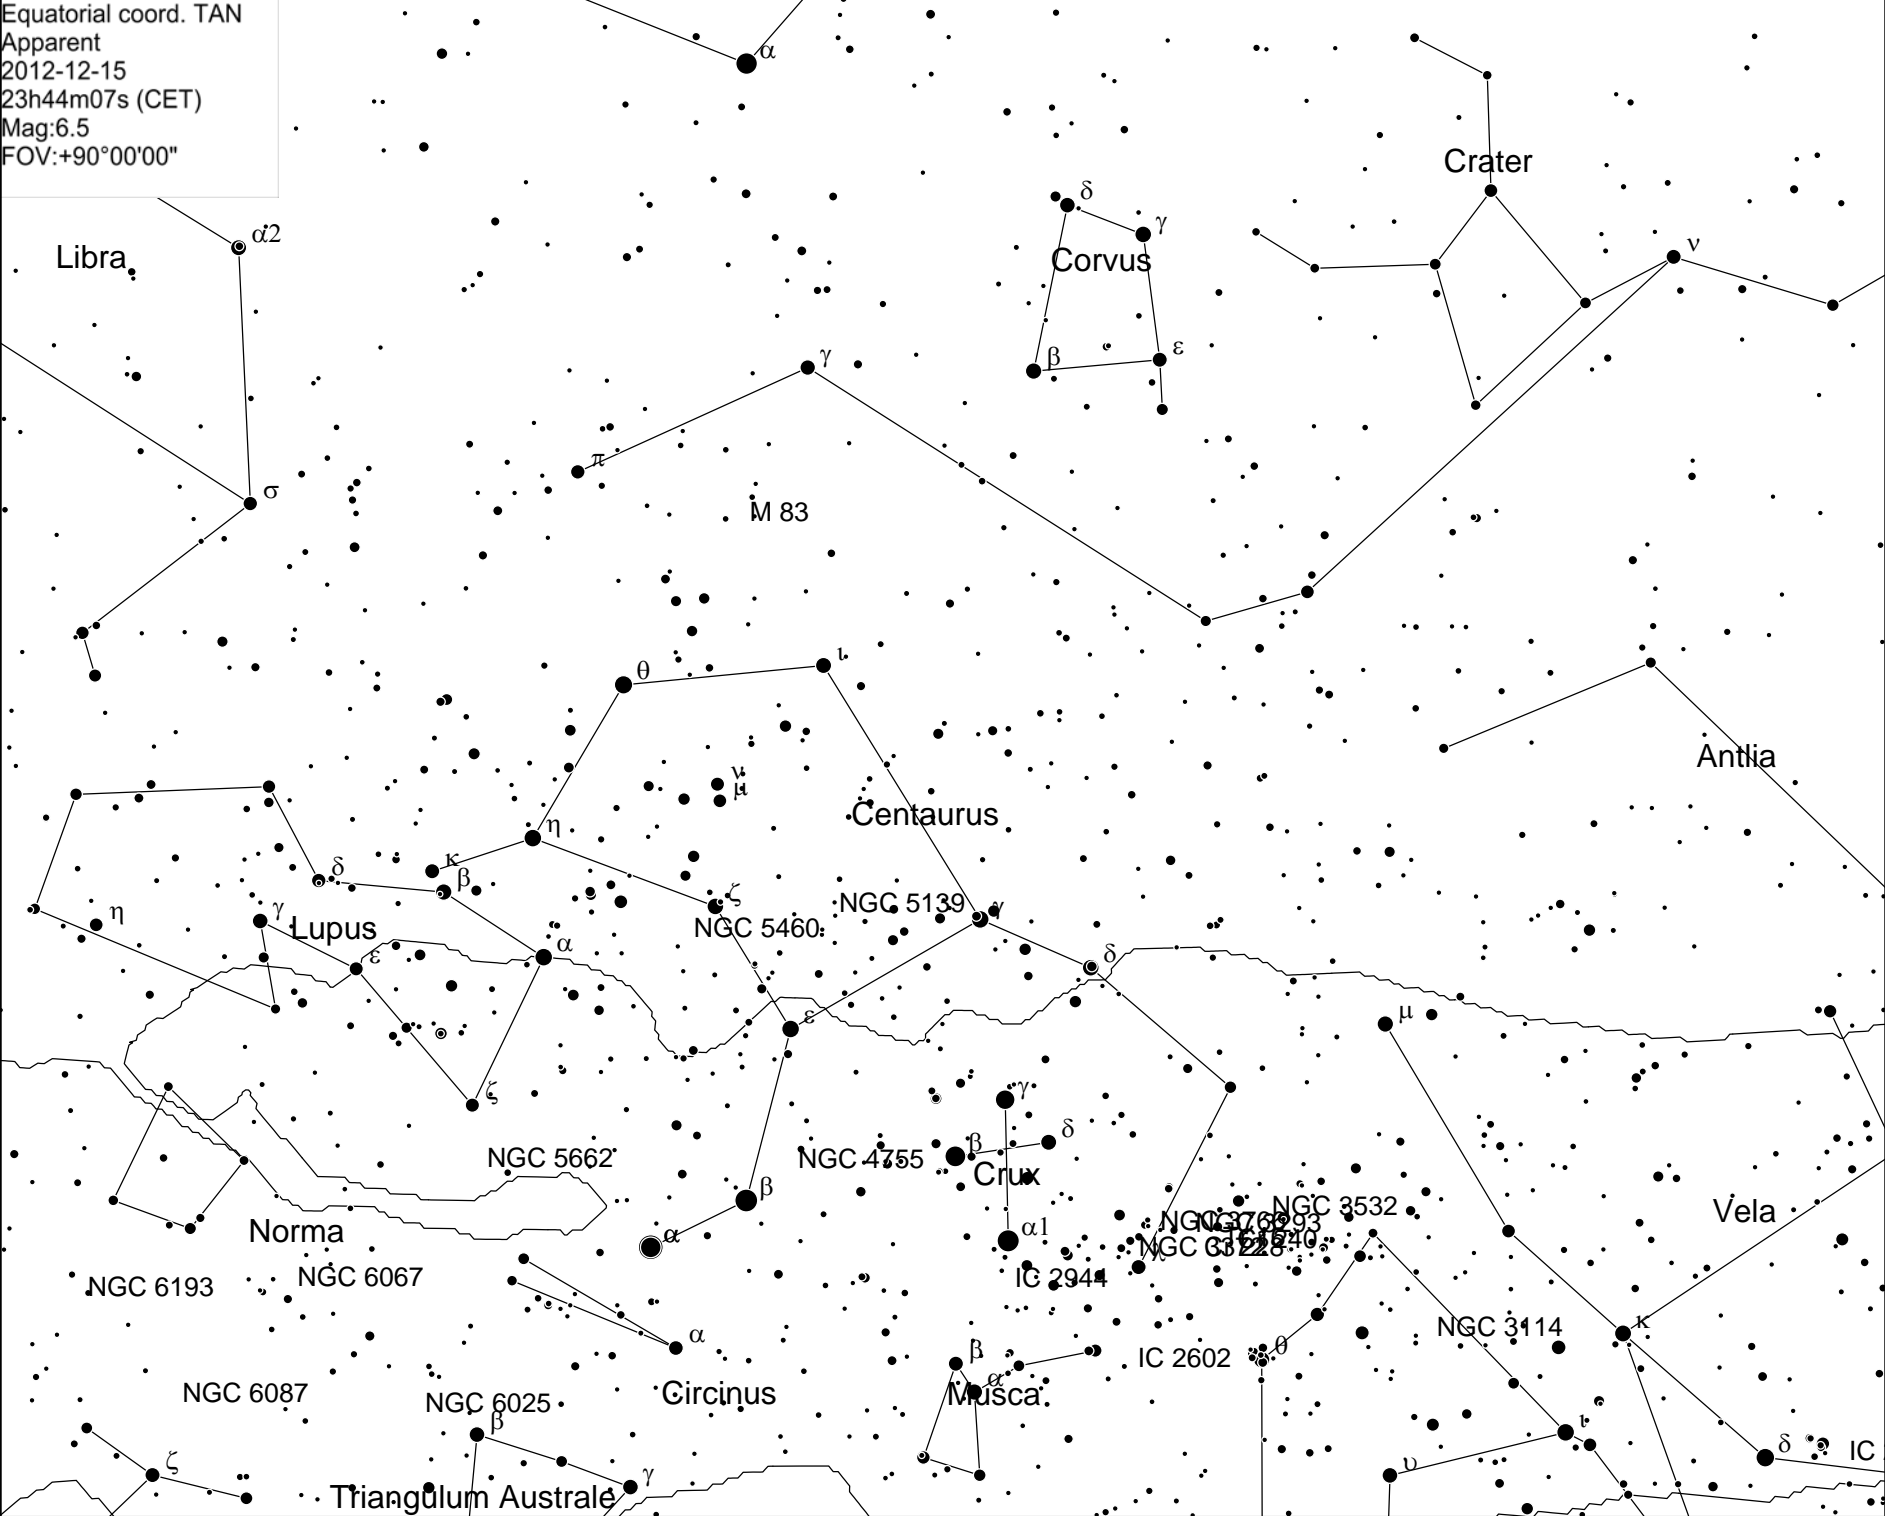 Equatorial coord. TAN
Apparent
2012-12-15
23h44m07s (CET)
Mag:6.5
FOV:+90°00'00"
α
Crater
δ
γ
α2
Libra
Corvus
ν
β
ε
γ
π
σ
M 83
θ
ι
Antlia
ν
μ
Centaurus
η
κ
δ
β
ζ
NGC 5139
γ
η
γ
Lupus
NGC 5460
α
δ
ε
ε
μ
ζ
γ
δ
β
NGC 5662
NGC 4755
Crux
β
NGC 3532
Vela
Norma
α
α1
NGC 6193
NGC 6067
IC 2944
κ
NGC 3114
α
θ
β
IC 2602
α
NGC 6087
Circinus
Musca
NGC 6025
β
ι
ζ
γ
υ
δ
IC
Triangulum Australe